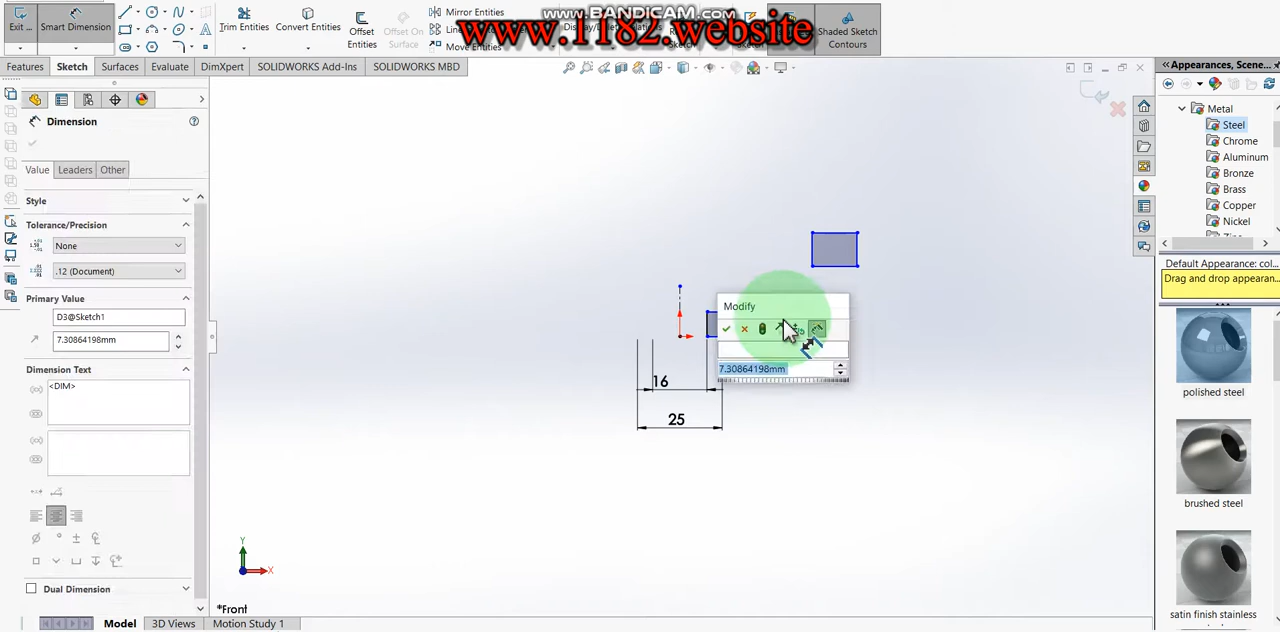 www.BANDICAM.com
www.1182.website
Exit ...
Smart Dimension
Trim Entities
Convert Entities
Offset Entities
Offset On Surface
Mirror Entities
Move Entities
Shaded Sketch Contours
Features
Sketch
Surfaces
Evaluate
DimXpert
SOLIDWORKS Add-Ins
SOLIDWORKS MBD
Dimension
Value
Leaders
Other
Style
Tolerance/Precision
None
.12 (Document)
Primary Value
D3@Sketch1
7.30864198mm
Dimension Text
<DIM>
Dual Dimension
Modify
7.30864198mm
16
25
Y
X
*Front
Model
3D Views
Motion Study 1
Appearances, Scene...
Metal
Steel
Chrome
Aluminum
Bronze
Brass
Copper
Nickel
Default Appearance: col...
Drag and drop appearan...
polished steel
brushed steel
satin finish stainless